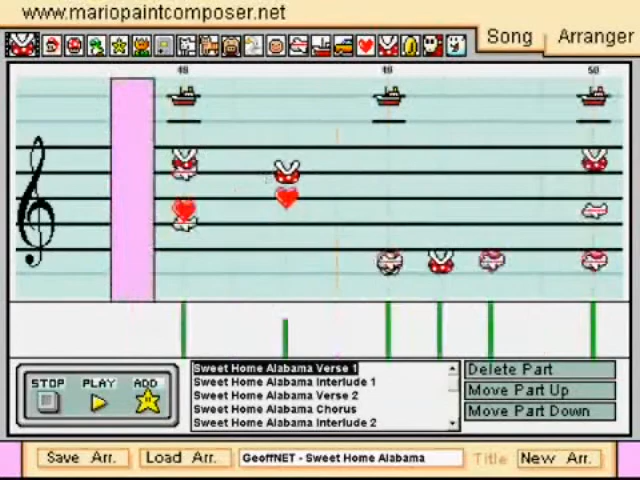 www.mariopaintcomposer.net
Song
Arranger
50
STOP
PLAY
ADD
Sweet Home Alabama Verse 1
Sweet Home Alabama Interlude 1
Sweet Home Alabama Verse 2
Sweet Home Alabama Chorus
Sweet Home Alabama Interlude 2
Delete Part
Move Part Up
Move Part Down
Save Arr.
Load Arr.
GeoffNET - Sweet Home Alabama
Title
New Arr.